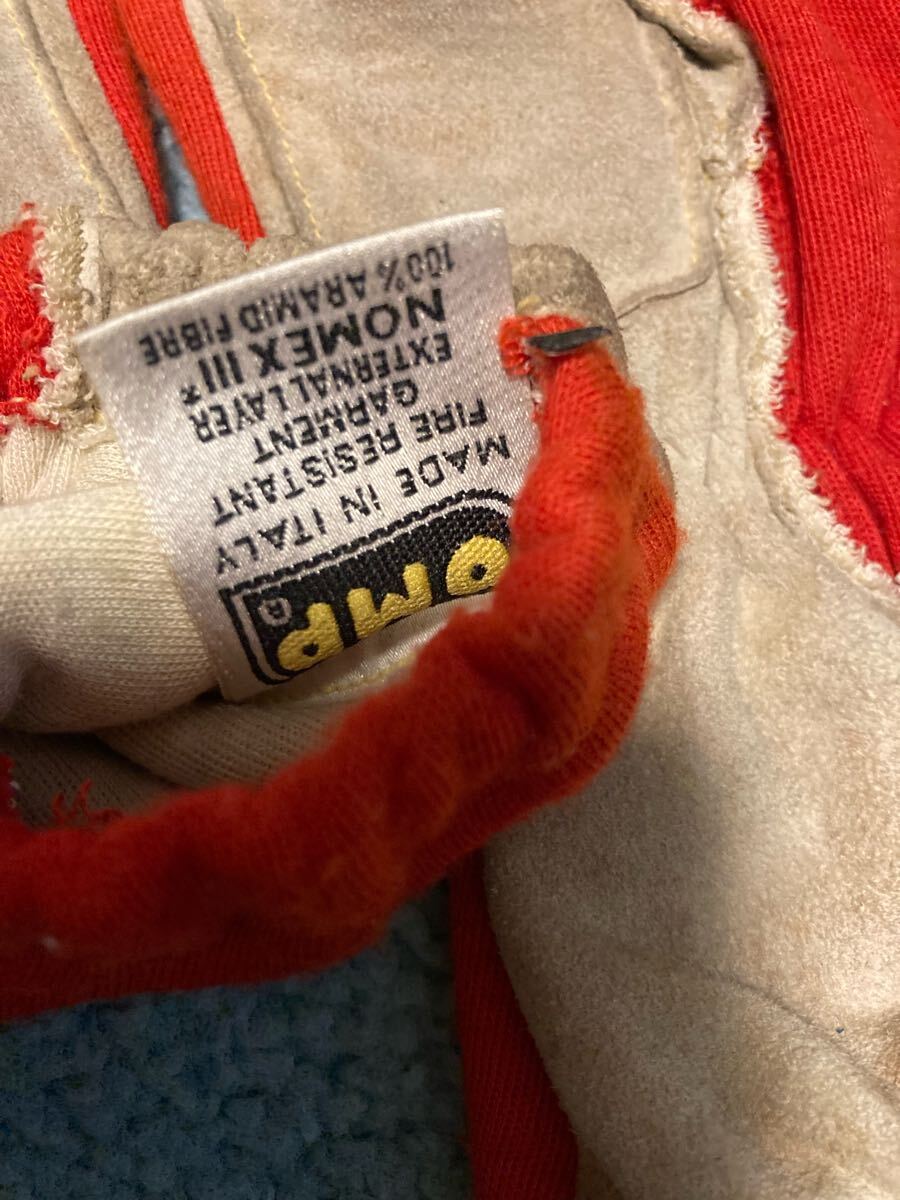 OMP ®
MADE IN ITALY
FIRE RESISTANT
GARMENT
EXTERNAL LAYER
NOMEX III*
100% ARAMID FIBRE